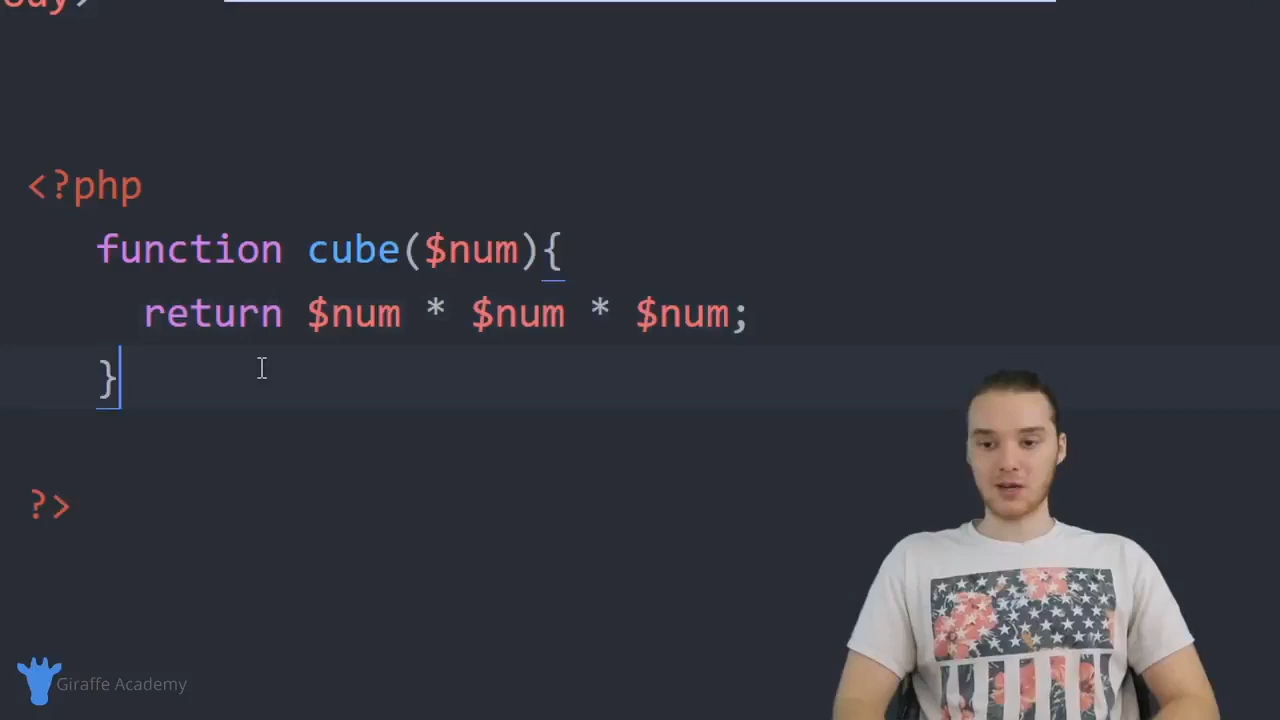 <?php
function cube($num){
return $num * $num * $num;
}
?>
Giraffe Academy